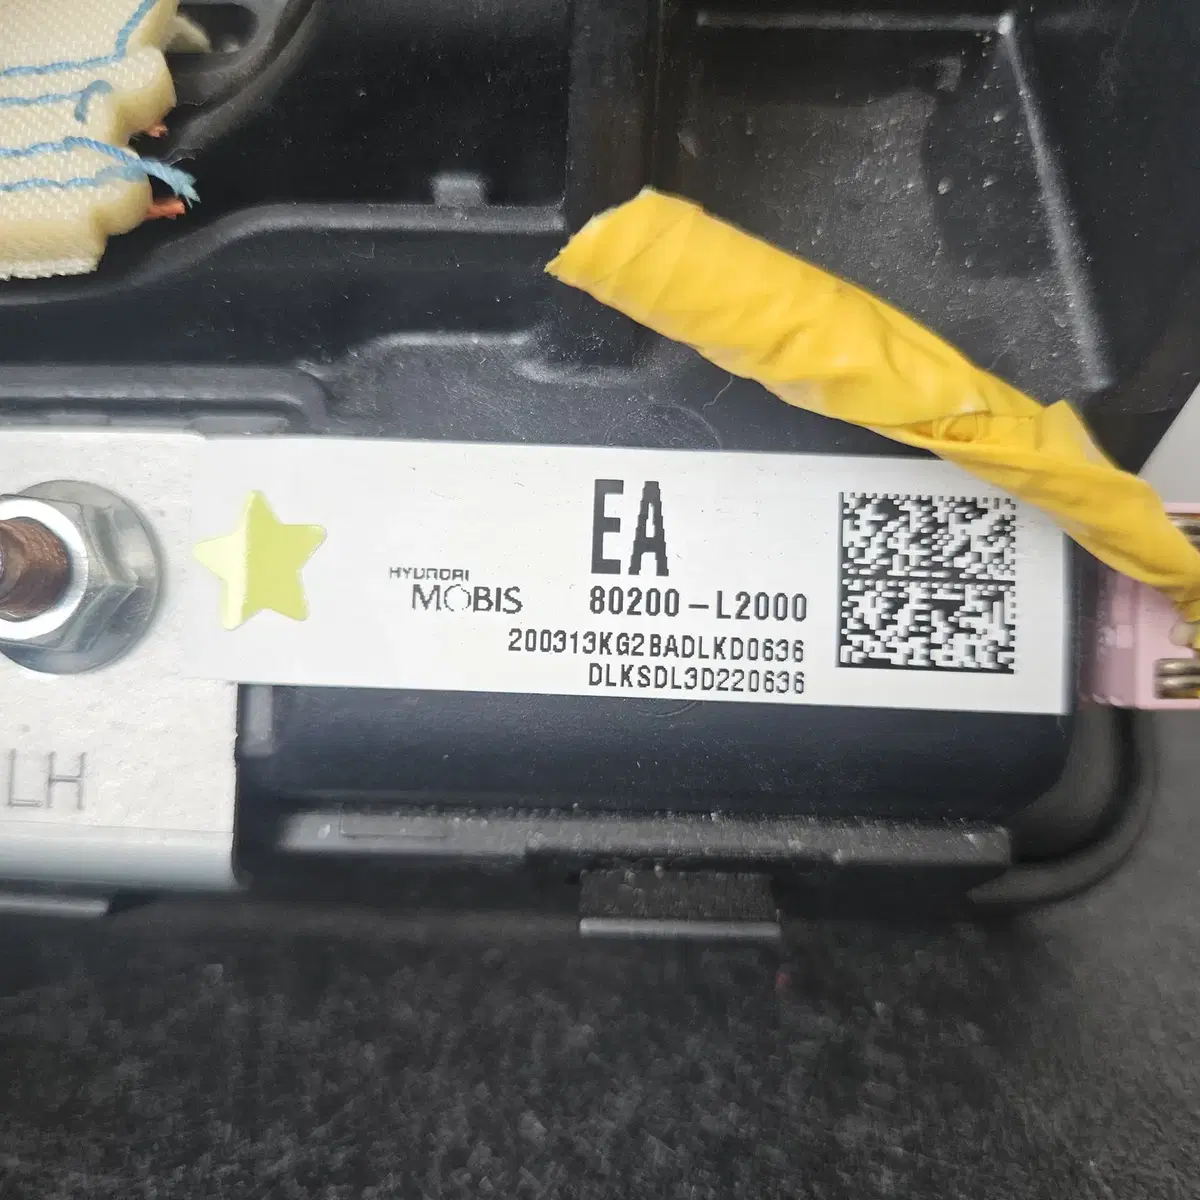 EA
HYUNDAI
MOBIS
80200-L2000
200313KG2BADLKD0636
DLKSDL3D220636
LH